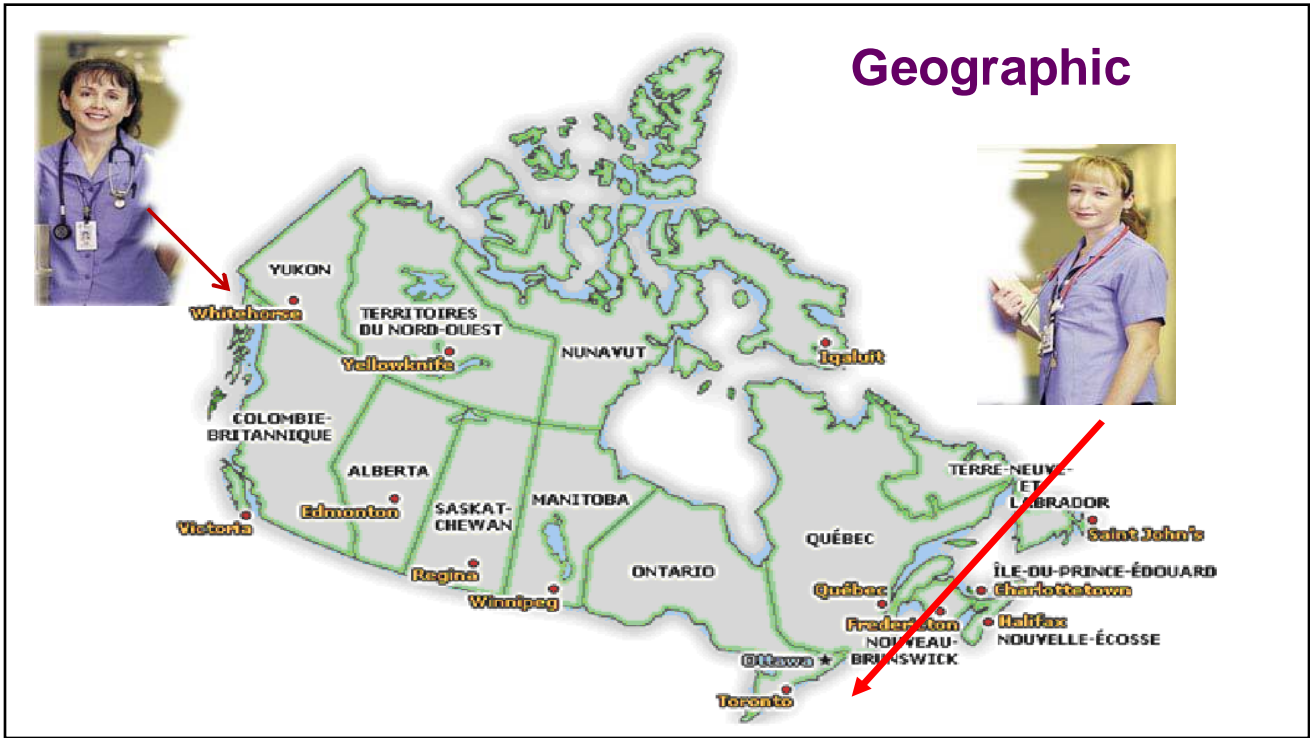 Geographic
YUKON
Whitehorse
TERRITOIRES
DU NORD-OUEST
Yellowknife
NUNAVUT
Iqaluit
COLOMBIE-
BRITANNIQUE
Victoria
ALBERTA
Edmonton
SASKAT-
CHEWAN
Regina
MANITOBA
Winnipeg
ONTARIO
Ottawa
Toronto
QUÉBEC
Québec
TERRE-NEUVE-
ET
LABRADOR
Saint John's
ÎLE-DU-PRINCE-ÉDOUARD
Charlottetown
Fredericton
NOUVEAU-
BRUNSWICK
Halifax
NOUVELLE-ÉCOSSE